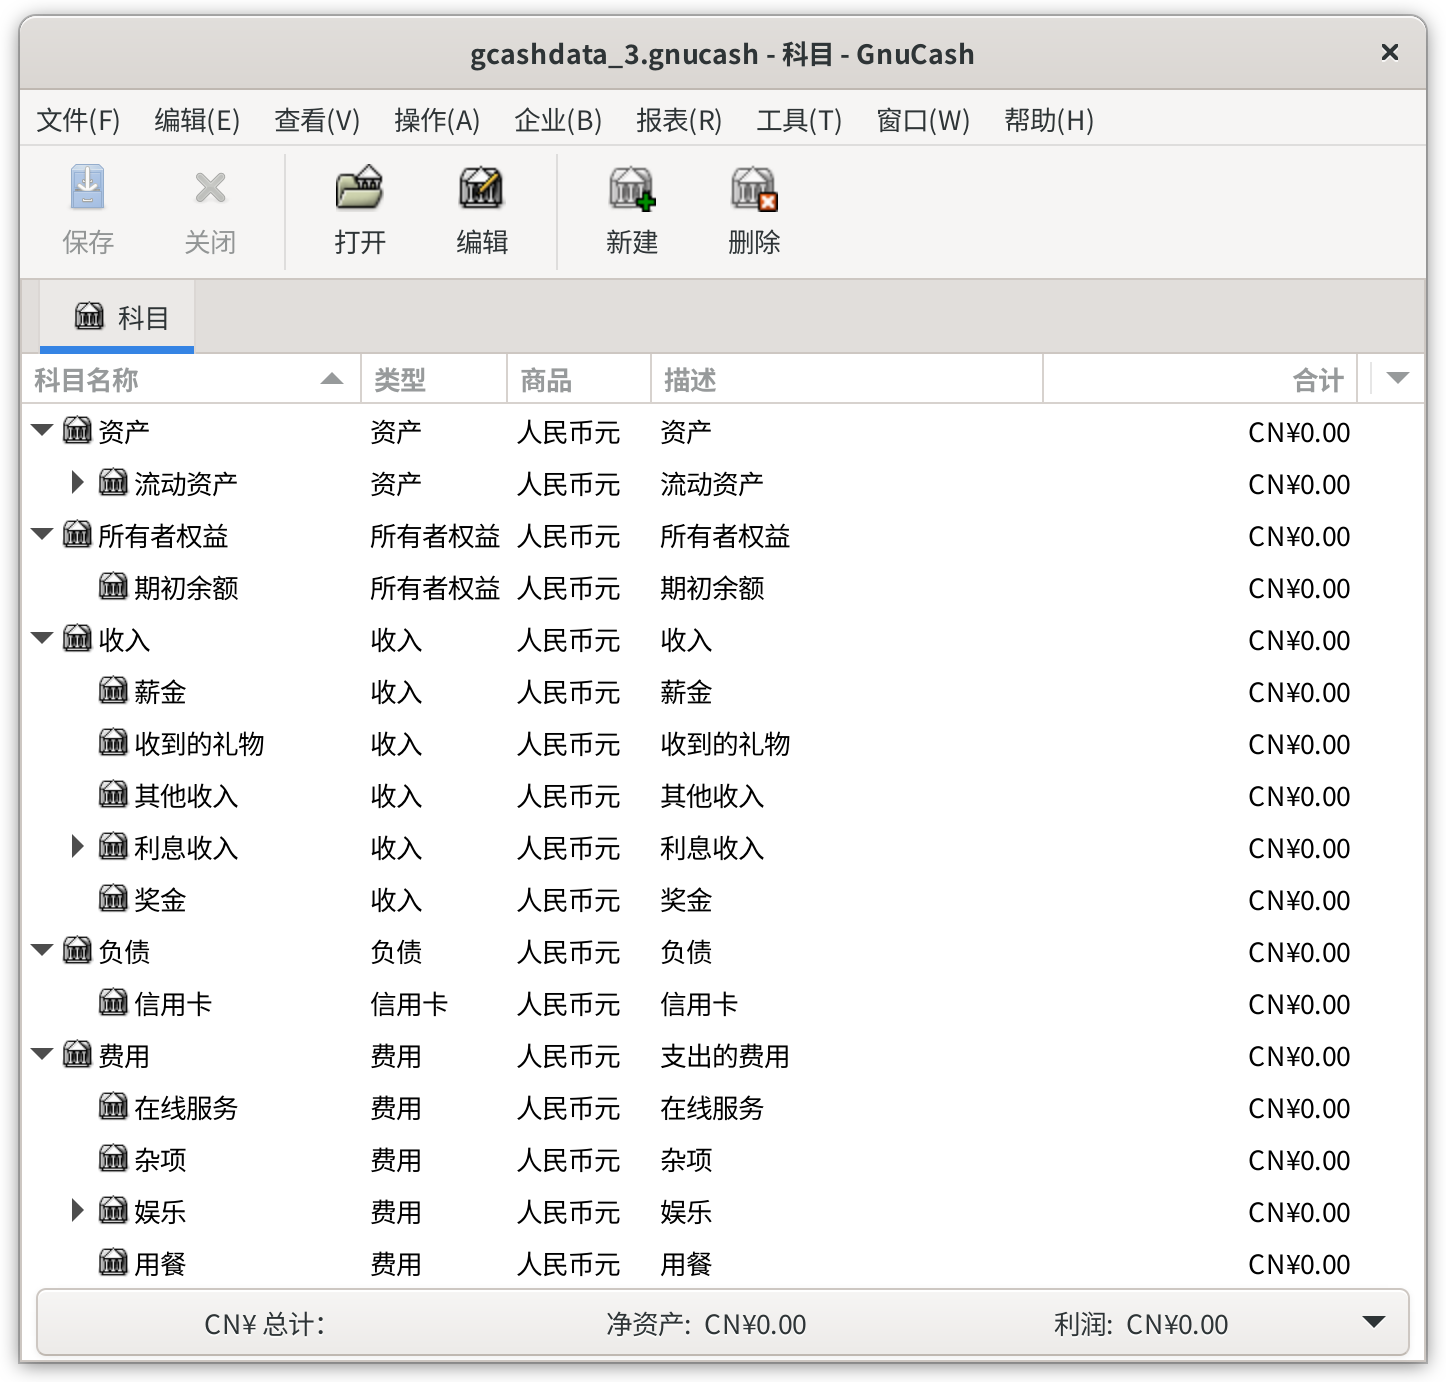 gcashdata_3.gnucash - 科目 - GnuCash
文件(F) 编辑(E) 查看(V) 操作(A) 企业(B) 报表(R) 工具(T) 窗口(W) 帮助(H)
保存 关闭 打开 编辑 新建 删除
科目
科目名称 类型 商品 描述 合计
资产 资产 人民币元 资产 CN¥0.00
流动资产 资产 人民币元 流动资产 CN¥0.00
所有者权益 所有者权益 人民币元 所有者权益 CN¥0.00
期初余额 所有者权益 人民币元 期初余额 CN¥0.00
收入 收入 人民币元 收入 CN¥0.00
薪金 收入 人民币元 薪金 CN¥0.00
收到的礼物 收入 人民币元 收到的礼物 CN¥0.00
其他收入 收入 人民币元 其他收入 CN¥0.00
利息收入 收入 人民币元 利息收入 CN¥0.00
奖金 收入 人民币元 奖金 CN¥0.00
负债 负债 人民币元 负债 CN¥0.00
信用卡 信用卡 人民币元 信用卡 CN¥0.00
费用 费用 人民币元 支出的费用 CN¥0.00
在线服务 费用 人民币元 在线服务 CN¥0.00
杂项 费用 人民币元 杂项 CN¥0.00
娱乐 费用 人民币元 娱乐 CN¥0.00
用餐 费用 人民币元 用餐 CN¥0.00
CN¥ 总计： 净资产: CN¥0.00 利润: CN¥0.00